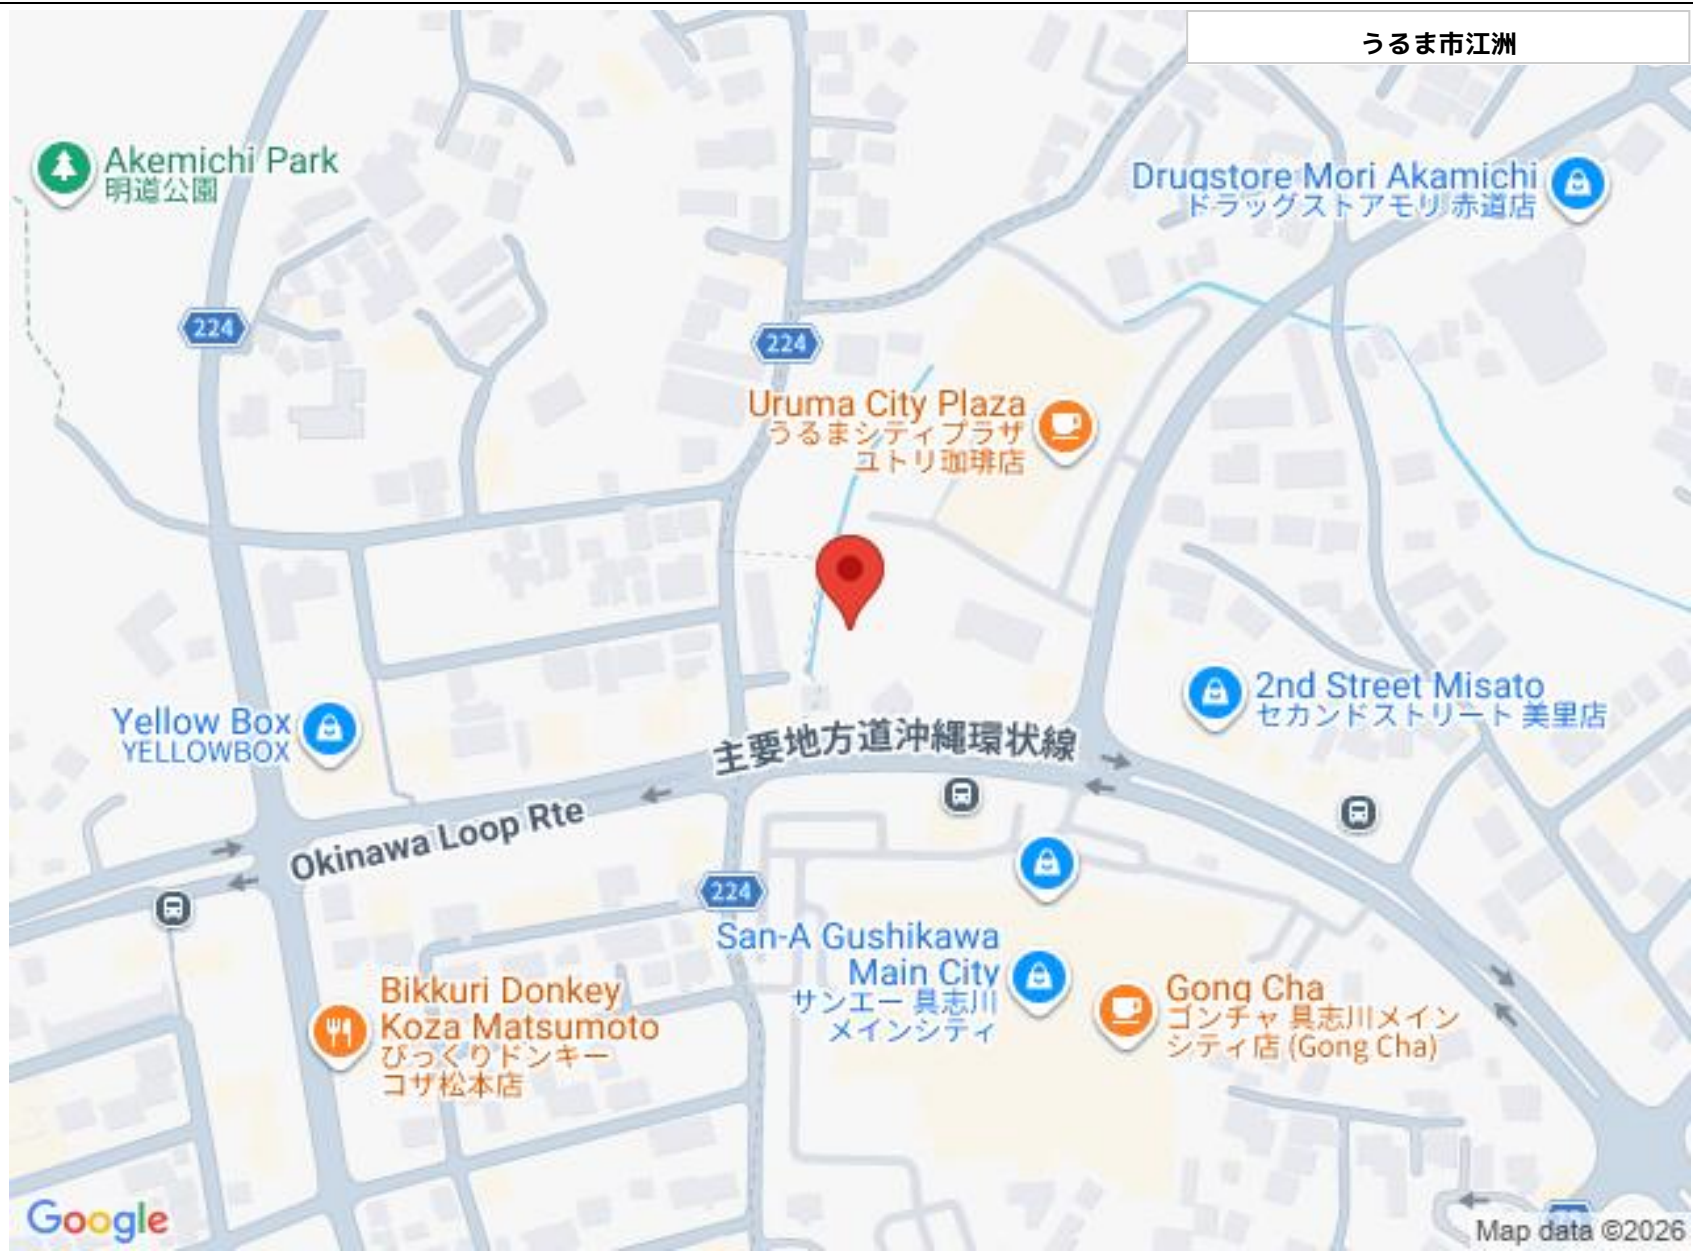 うるま市江洲
Akemichi Park
明道公園
Drugstore Mori Akamichi
ドラッグストアモリ 赤道店
224
224
Uruma City Plaza
うるまシティプラザ
ユトリ珈琲店
2nd Street Misato
セカンドストリート 美里店
Yellow Box
YELLOWBOX
主要地方道沖縄環状線
Okinawa Loop Rte
224
San-A Gushikawa
Main City
サンエー 具志川
メインシティ
Gong Cha
ゴンチャ 具志川メイン
シティ店 (Gong Cha)
Bikkuri Donkey
Koza Matsumoto
びっくりドンキー
コザ松本店
Google
Map data ©2026